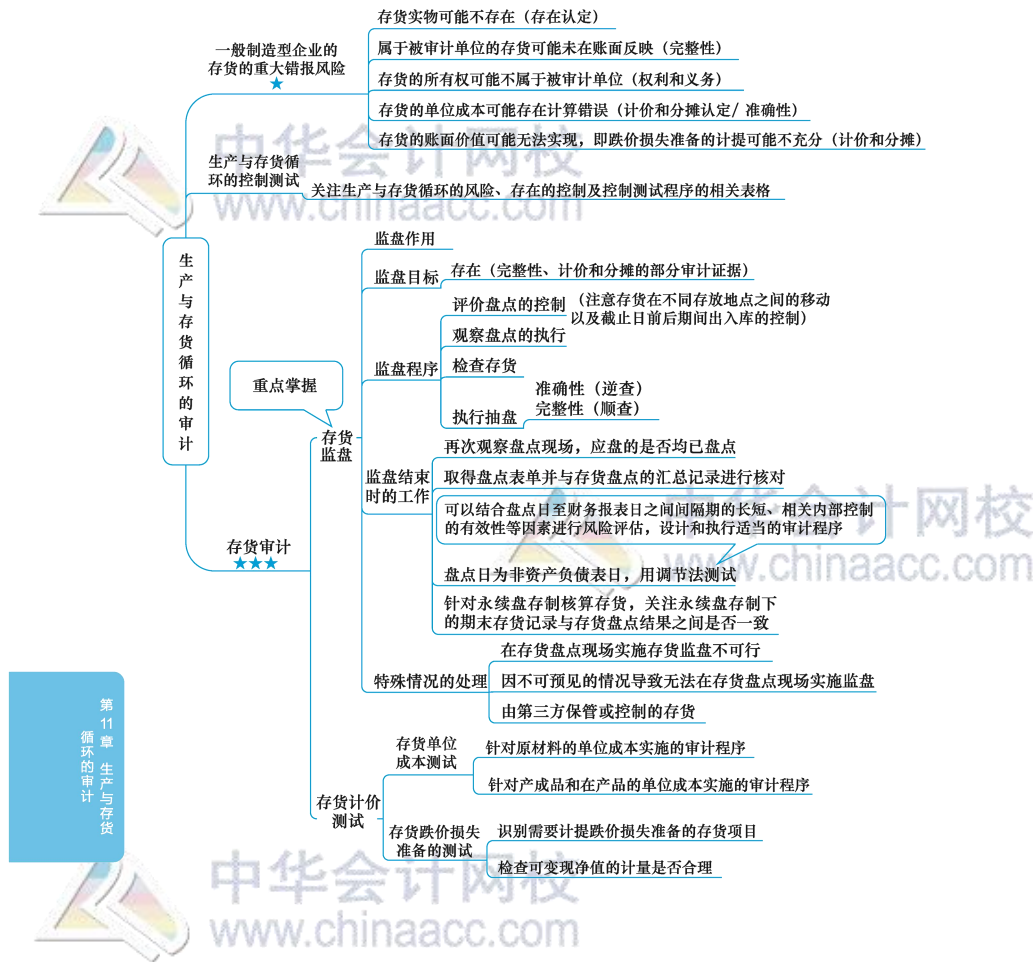 存货实物可能不存在（存在认定）
一般制造型企业的
存货的重大错报风险
★
属于被审计单位的存货可能未在账面反映（完整性）
存货的所有权可能不属于被审计单位（权利和义务）
存货的单位成本可能存在计算错误（计价和分摊认定/ 准确性）
存货的账面价值可能无法实现，即跌价损失准备的计提可能不充分（计价和分摊）
生产与存货循
环的控制测试
关注生产与存货循环的风险、存在的控制及控制测试程序的相关表格
中华会计网校
www.chinaacc.com
生产与存货循环的审计
存货审计
★★★
重点掌握
存货
监盘
监盘作用
监盘目标
存在（完整性、计价和分摊的部分审计证据）
监盘程序
评价盘点的控制
（注意存货在不同存放地点之间的移动
以及截止日前后期间出入库的控制）
观察盘点的执行
检查存货
执行抽盘
准确性（逆查）
完整性（顺查）
监盘结束
时的工作
再次观察盘点现场，应盘的是否均已盘点
取得盘点表单并与存货盘点的汇总记录进行核对
可以结合盘点日至财务报表日之间间隔期的长短、相关内部控制
的有效性等因素进行风险评估，设计和执行适当的审计程序
盘点日为非资产负债表日，用调节法测试
针对永续盘存制核算存货，关注永续盘存制下
的期末存货记录与存货盘点结果之间是否一致
中华会计网校
www.chinaacc.com
特殊情况的处理
在存货盘点现场实施存货监盘不可行
因不可预见的情况导致无法在存货盘点现场实施监盘
由第三方保管或控制的存货
存货计价
测试
存货单位
成本测试
针对原材料的单位成本实施的审计程序
针对产成品和在产品的单位成本实施的审计程序
存货跌价损失
准备的测试
识别需要计提跌价损失准备的存货项目
检查可变现净值的计量是否合理
第11章 生产与存货
循环的审计
中华会计网校
www.chinaacc.com